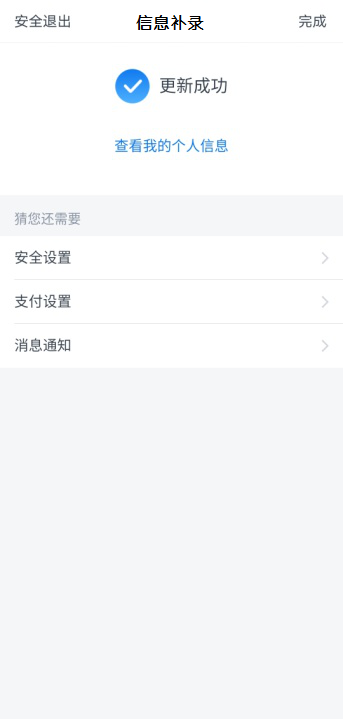 安全退出 信息补录 完成
更新成功
查看我的个人信息
猜您还需要
安全设置
支付设置
消息通知